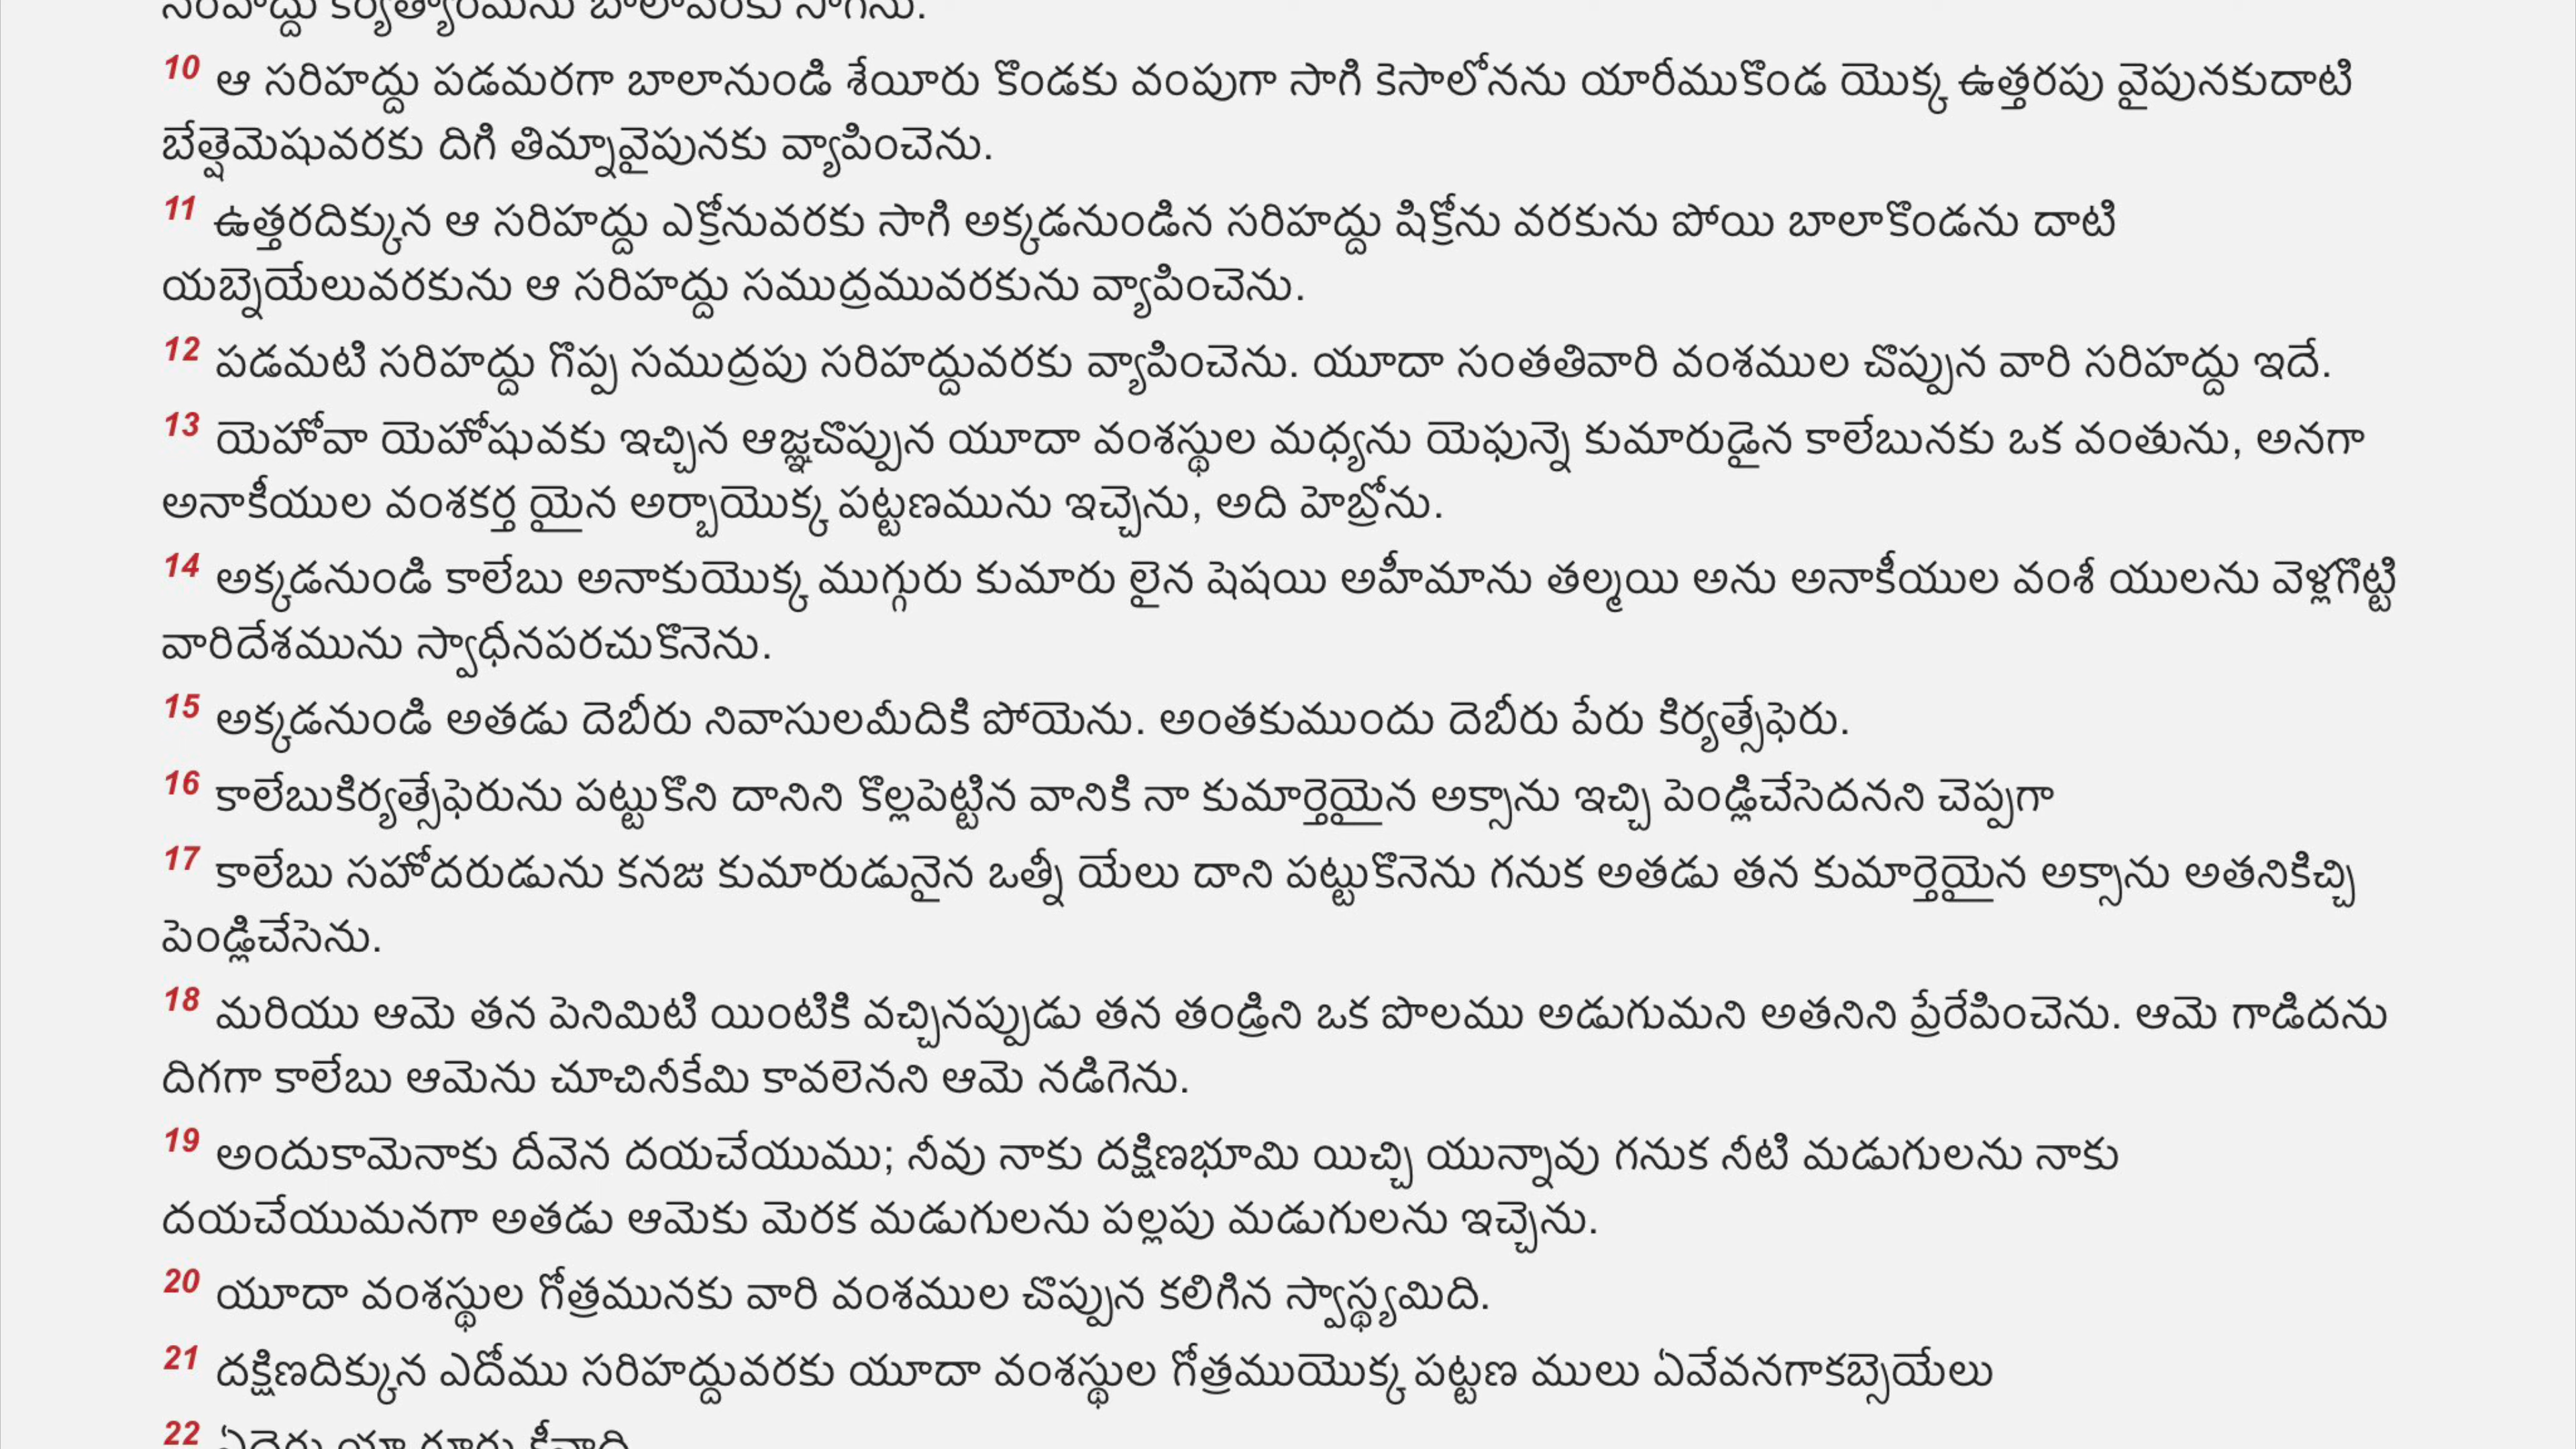 సరిహద్దు కిర్యత్యారీమను బాలావరకు సాగెను.
10 ఆ సరిహద్దు పడమరగా బాలానుండి శేయీరు కొండకు వంపుగా సాగి కెసాలోనను యారీముకొండ యొక్క ఉత్తరపు వైపునకుదాటి
బేత్షెమెషువరకు దిగి తిమ్నావైపునకు వ్యాపించెను.
11 ఉత్తరదిక్కున ఆ సరిహద్దు ఎక్రోనువరకు సాగి అక్కడనుండిన సరిహద్దు షిక్రోను వరకును పోయి బాలాకొండను దాటి
యబ్నెయేలువరకును ఆ సరిహద్దు సముద్రమువరకును వ్యాపించెను.
12 పడమటి సరిహద్దు గొప్ప సముద్రపు సరిహద్దువరకు వ్యాపించెను. యూదా సంతతివారి వంశముల చొప్పున వారి సరిహద్దు ఇదే.
13 యెహోవా యెహోషువకు ఇచ్చిన ఆజ్ఞచొప్పున యూదా వంశస్థుల మధ్యను యెఫున్నె కుమారుడైన కాలేబునకు ఒక వంతును, అనగా
అనాకీయుల వంశకర్త యైన అర్బాయొక్క పట్టణమును ఇచ్చెను, అది హెబ్రోను.
14 అక్కడనుండి కాలేబు అనాకుయొక్క ముగ్గురు కుమారు లైన షెషయి అహీమాను తల్మయి అను అనాకీయుల వంశీ యులను వెళ్లగొట్టి
వారిదేశమును స్వాధీనపరచుకొనెను.
15 అక్కడనుండి అతడు దెబీరు నివాసులమీదికి పోయెను. అంతకుముందు దెబీరు పేరు కిర్యత్సేఫెరు.
16 కాలేబుకిర్యత్సేఫెరును పట్టుకొని దానిని కొల్లపెట్టిన వానికి నా కుమార్తెయైన అక్సాను ఇచ్చి పెండ్లిచేసెదనని చెప్పగా
17 కాలేబు సహోదరుడును కనజు కుమారుడునైన ఒత్నీ యేలు దాని పట్టుకొనెను గనుక అతడు తన కుమార్తెయైన అక్సాను అతనికిచ్చి
పెండ్లిచేసెను.
18 మరియు ఆమె తన పెనిమిటి యింటికి వచ్చినప్పుడు తన తండ్రిని ఒక పొలము అడుగుమని అతనిని ప్రేరేపించెను. ఆమె గాడిదను
దిగగా కాలేబు ఆమెను చూచినీకేమి కావలెనని ఆమె నడిగెను.
19 అందుకామెనాకు దీవెన దయచేయుము; నీవు నాకు దక్షిణభూమి యిచ్చి యున్నావు గనుక నీటి మడుగులను నాకు
దయచేయుమనగా అతడు ఆమెకు మెరక మడుగులను పల్లపు మడుగులను ఇచ్చెను.
20 యూదా వంశస్థుల గోత్రమునకు వారి వంశముల చొప్పున కలిగిన స్వాస్థ్యమిది.
21 దక్షిణదిక్కున ఎదోము సరిహద్దువరకు యూదా వంశస్థుల గోత్రముయొక్క పట్టణ ములు ఏవేవనగాకబ్సెయేలు
22